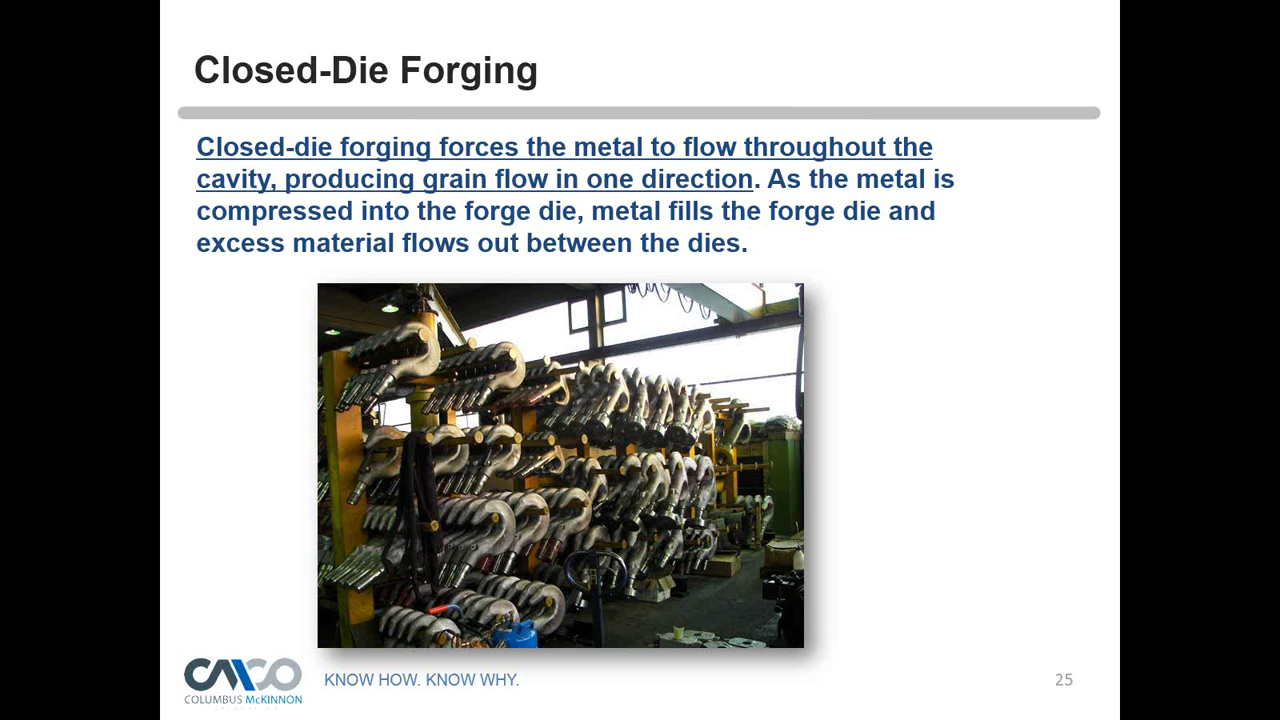 Closed-Die Forging
Closed-die forging forces the metal to flow throughout the
cavity, producing grain flow in one direction. As the metal is
compressed into the forge die, metal fills the forge die and
excess material flows out between the dies.
CMCO
COLUMBUS McKINNON
KNOW HOW. KNOW WHY.
25